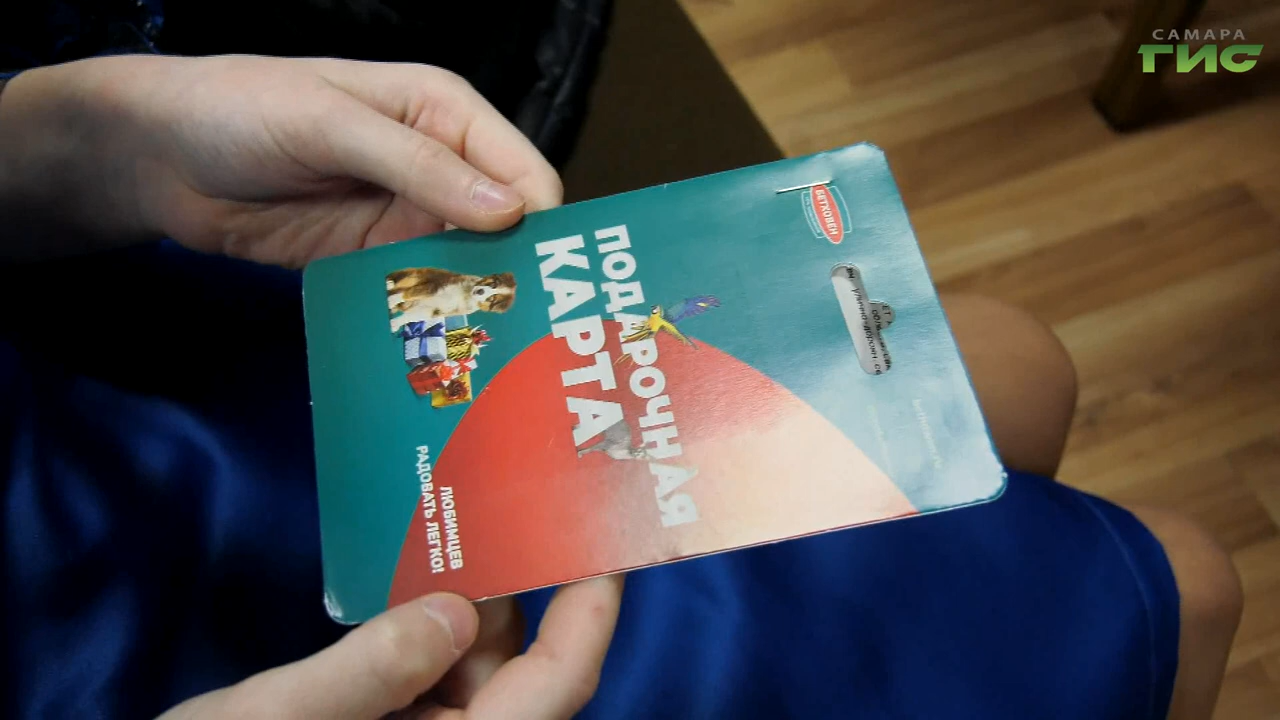 САМАРА
ГИС
БЕТХОВЕН
ПОДАРОЧНАЯ
КАРТА
ЛЮБИМЦЕВ
РАДОВАТЬ ЛЕГКО!